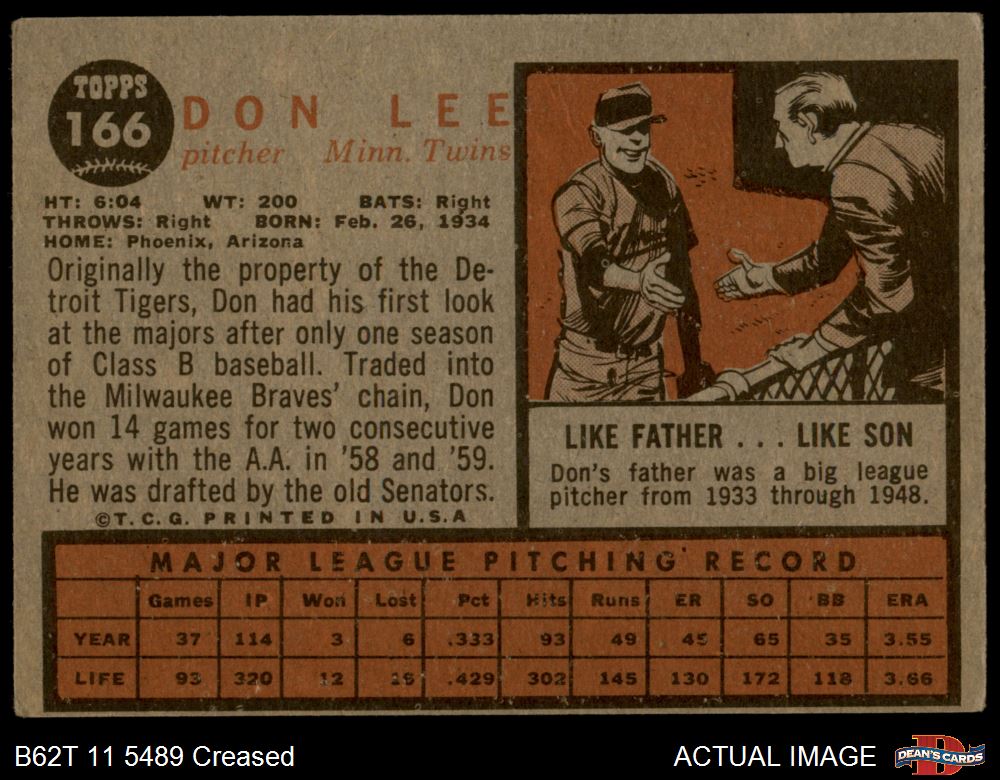 TOPPS
166
DON LEE
pitcher Minn. Twins
HT: 6:04 WT: 200 BATS: Right
THROWS: Right BORN: Feb. 26, 1934
HOME: Phoenix, Arizona
Originally the property of the De-
troit Tigers, Don had his first look
at the majors after only one season
of Class B baseball. Traded into
the Milwaukee Braves' chain, Don
won 14 games for two consecutive
years with the A.A. in '58 and '59.
He was drafted by the old Senators.
©T.C.G. PRINTED IN U.S.A
LIKE FATHER . . . LIKE SON
Don's father was a big league
pitcher from 1933 through 1948.
MAJOR LEAGUE PITCHING RECORD
Games IP Won Lost Pct Hits Runs ER SO BB ERA
YEAR 37 114 3 6 .333 93 49 45 65 35 3.55
LIFE 93 320 12 16 .429 302 145 130 172 118 3.66
B62T 11 5489 Creased
ACTUAL IMAGE
DEAN'S CARDS